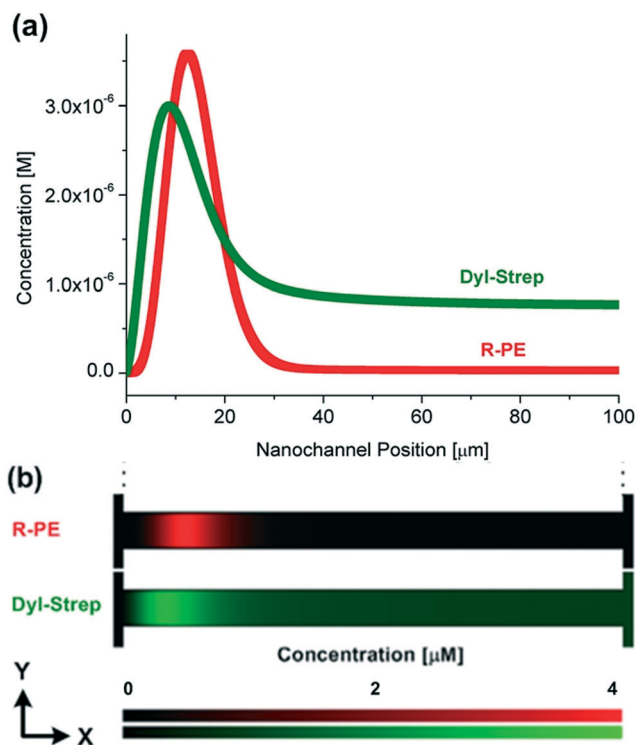 (a)
3.0x10⁻⁶
2.0x10⁻⁶
1.0x10⁻⁶
0.0
Concentration [M]
Dyl-Strep
R-PE
0 20 40 60 80 100
Nanochannel Position [μm]
(b)
R-PE
Dyl-Strep
Concentration [μM]
0 2 4
Y
X